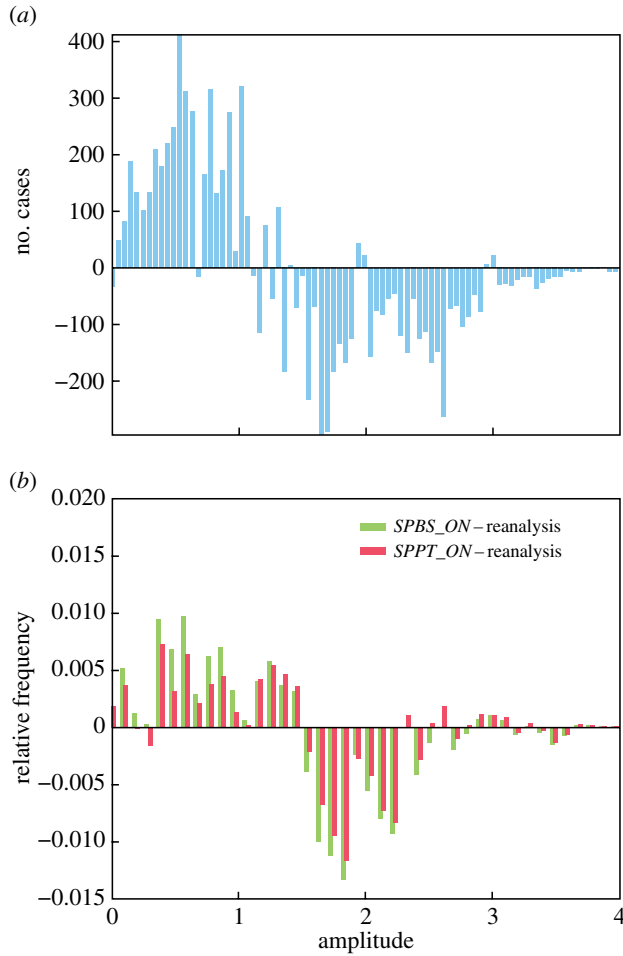 (a)
400
300
200
100
0
−100
−200
no. cases
(b)
0.020
0.015
0.010
0.005
0
−0.005
−0.010
−0.015
relative frequency
SPBS_ON – reanalysis
SPPT_ON – reanalysis
0 1 2 3 4
amplitude